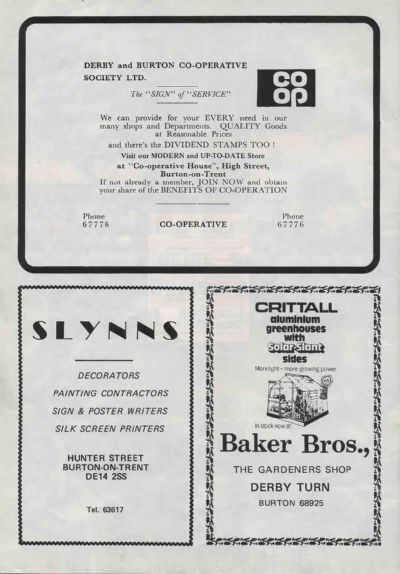 DERBY and BURTON CO-OPERATIVE
SOCIETY LTD.
CO
OP
The "SIGN" of "SERVICE"
We can provide for your EVERY need in our
many shops and Departments. QUALITY Goods
at Reasonable Prices
and there's the DIVIDEND STAMPS TOO !
Visit our MODERN and UP-TO-DATE Store
at "Co-operative House", High Street,
Burton-on-Trent
If not already a member, JOIN NOW and obtain
your share of the BENEFITS OF CO-OPERATION
Phone
67776
CO-OPERATIVE
Phone
67776
SLYNNS
DECORATORS
PAINTING CONTRACTORS
SIGN & POSTER WRITERS
SILK SCREEN PRINTERS
HUNTER STREET
BURTON-ON-TRENT
DE14 2SS
Tel. 63617
CRITTALL
aluminium
greenhouses
with
Solar-Slant
sides
More light - more growing power
In stock now at:
Baker Bros.,
THE GARDENERS SHOP
DERBY TURN
BURTON 68925